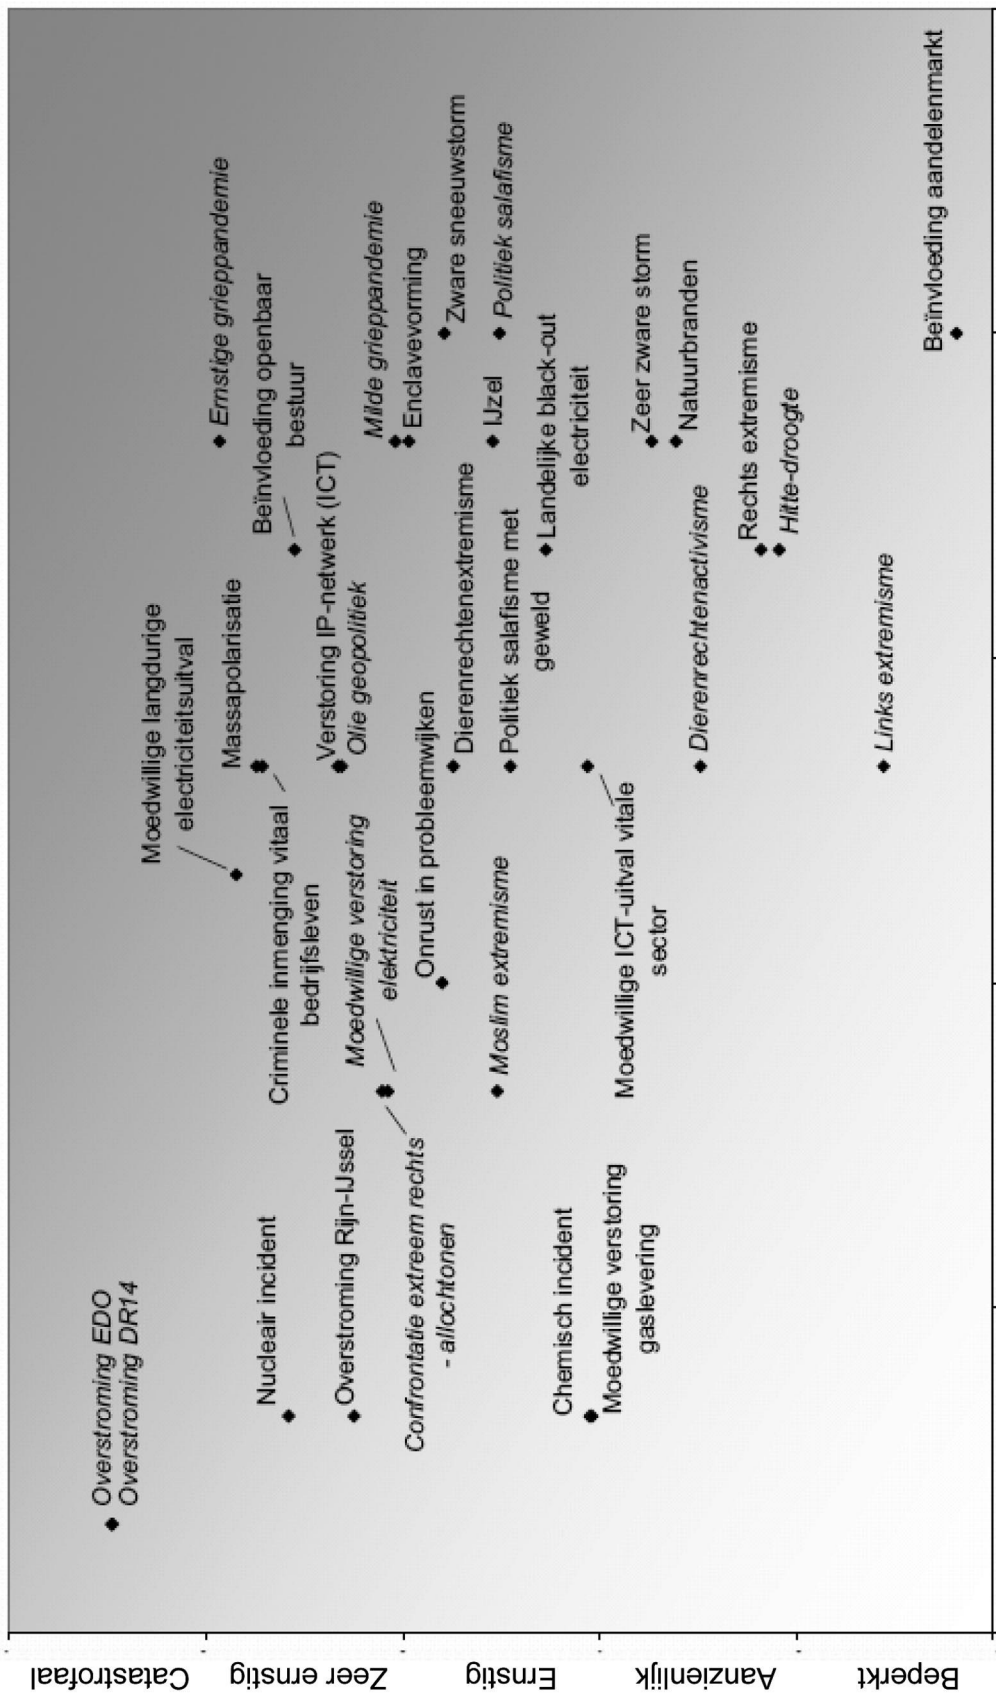 Overstroming EDO
Overstroming DR14
Moedwillige langdurige
electriciteitsuitval
Massapolarisatie
Ernstige grieppandemie
Beïnvloeding openbaar
bestuur
Nucleair incident
Criminele inmenging vitaal
bedrijfsleven
Verstoring IP-netwerk (ICT)
Olie geopolitiek
Overstroming Rijn-IJssel
Moedwillige verstoring
elektriciteit
Milde grieppandemie
Enclavevorming
Confrontatie extreem rechts
- allochtonen
Onrust in probleemwijken
Dierenrechtenextremisme
Zware sneeuwstorm
Moslim extremisme
Politiek salafisme met
geweld
IJzel
Politiek salafisme
Landelijke black-out
electriciteit
Chemisch incident
Moedwillige verstoring
gaslevering
Moedwillige ICT-uitval vitale
sector
Zeer zware storm
Natuurbranden
Dierenrechtenactivisme
Rechts extremisme
Hitte-droogte
Links extremisme
Beïnvloeding aandelenmarkt
Catastrofaal
Zeer ernstig
Ernstig
Aanzienlijk
Beperkt